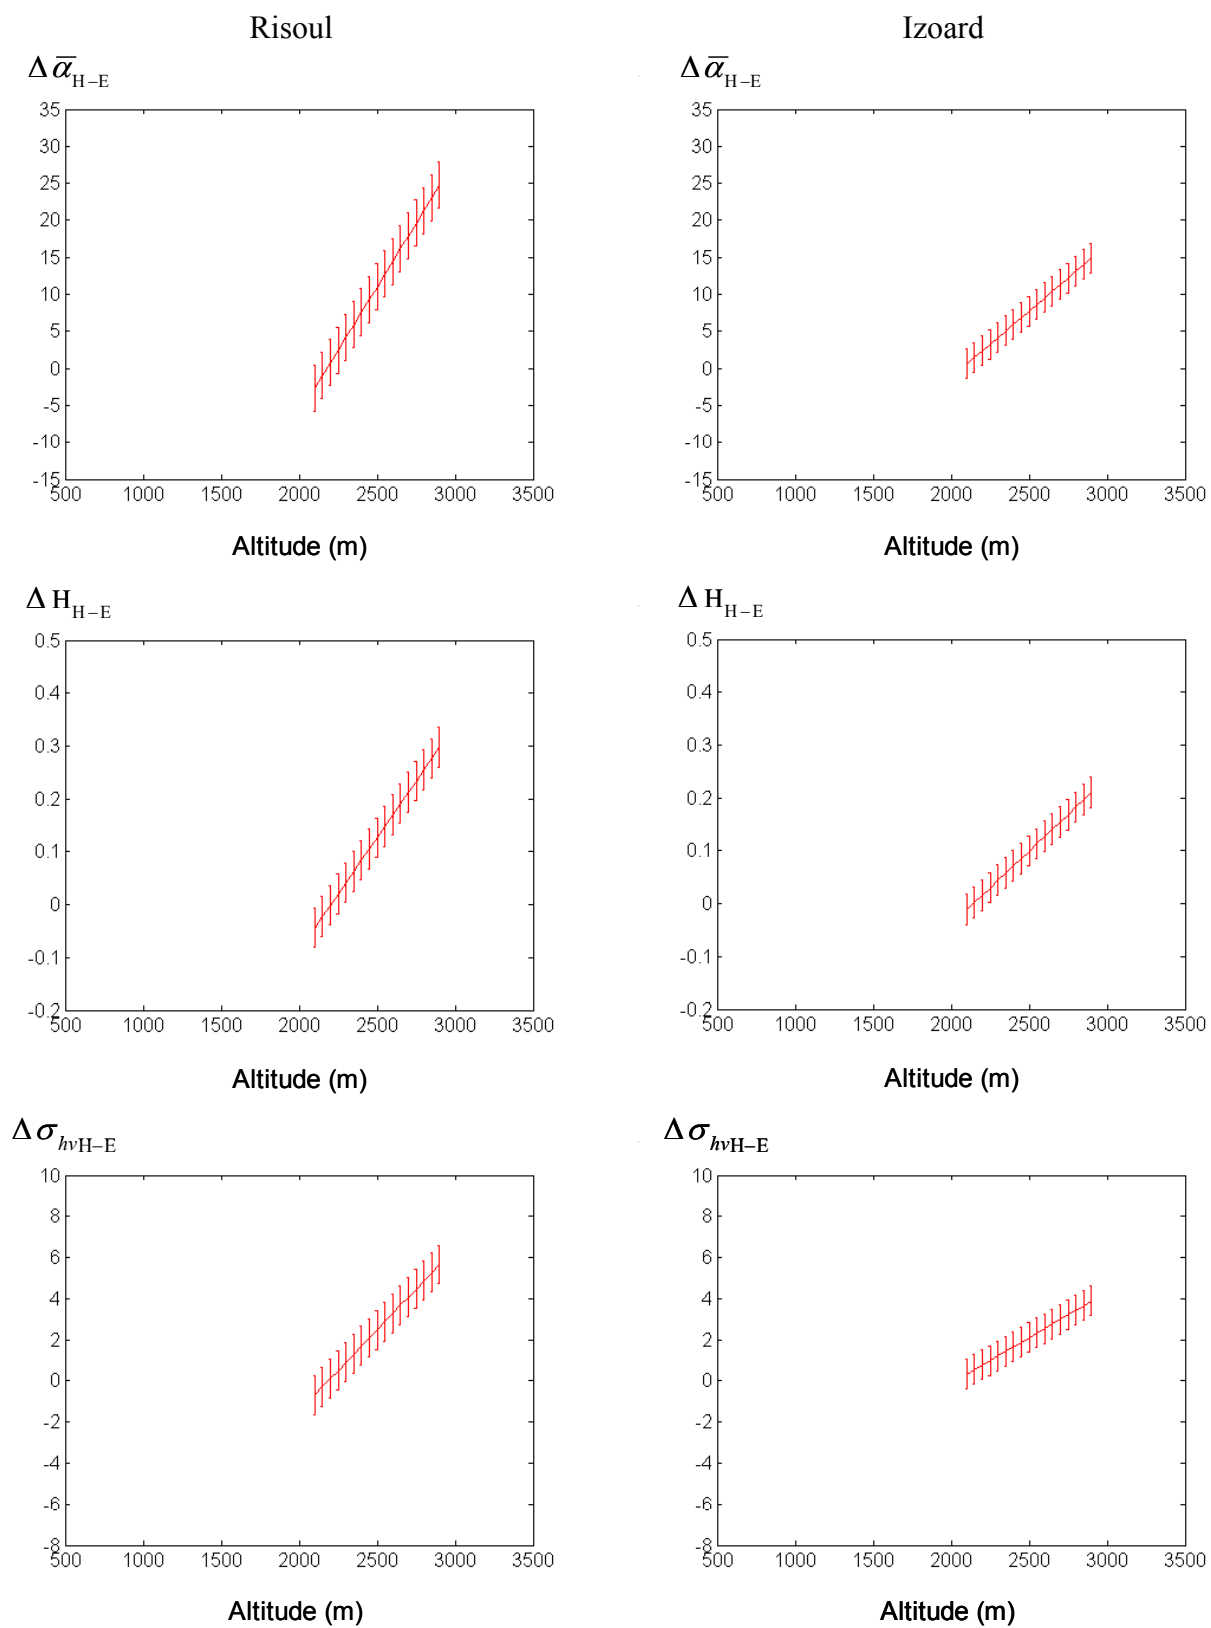 Risoul Izoard
Δ α̅ H−E Δ α̅ H−E
35 35
30 30
25 25
20 20
15 15
10 10
5 5
0 0
-5 -5
-10 -10
-15 -15
500 1000 1500 2000 2500 3000 3500 500 1000 1500 2000 2500 3000 3500
Altitude (m) Altitude (m)
Δ H H−E Δ H H−E
0.5 0.5
0.4 0.4
0.3 0.3
0.2 0.2
0.1 0.1
0 0
-0.1 -0.1
-0.2 -0.2
500 1000 1500 2000 2500 3000 3500 500 1000 1500 2000 2500 3000 3500
Altitude (m) Altitude (m)
Δ σ hvH−E Δ σ hvH−E
10 10
8 8
6 6
4 4
2 2
0 0
-2 -2
-4 -4
-6 -6
-8 -8
500 1000 1500 2000 2500 3000 3500 500 1000 1500 2000 2500 3000 3500
Altitude (m) Altitude (m)